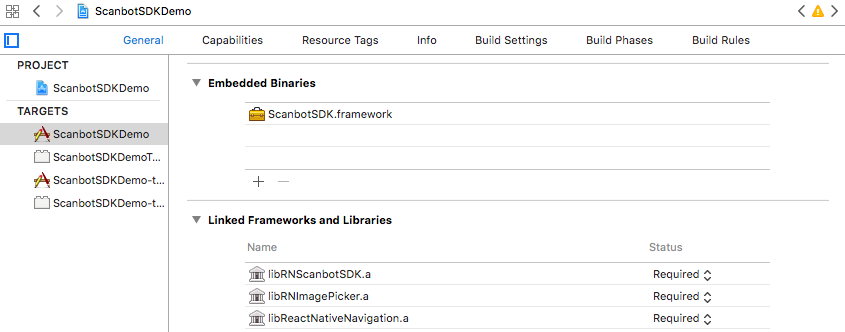 ScanbotSDKDemo
General Capabilities Resource Tags Info Build Settings Build Phases Build Rules
PROJECT
ScanbotSDKDemo
TARGETS
ScanbotSDKDemo
ScanbotSDKDemoT...
ScanbotSDKDemo-t...
ScanbotSDKDemo-t...
Embedded Binaries
ScanbotSDK.framework
Linked Frameworks and Libraries
Name Status
libRNScanbotSDK.a Required
libRNImagePicker.a Required
libReactNativeNavigation.a Required